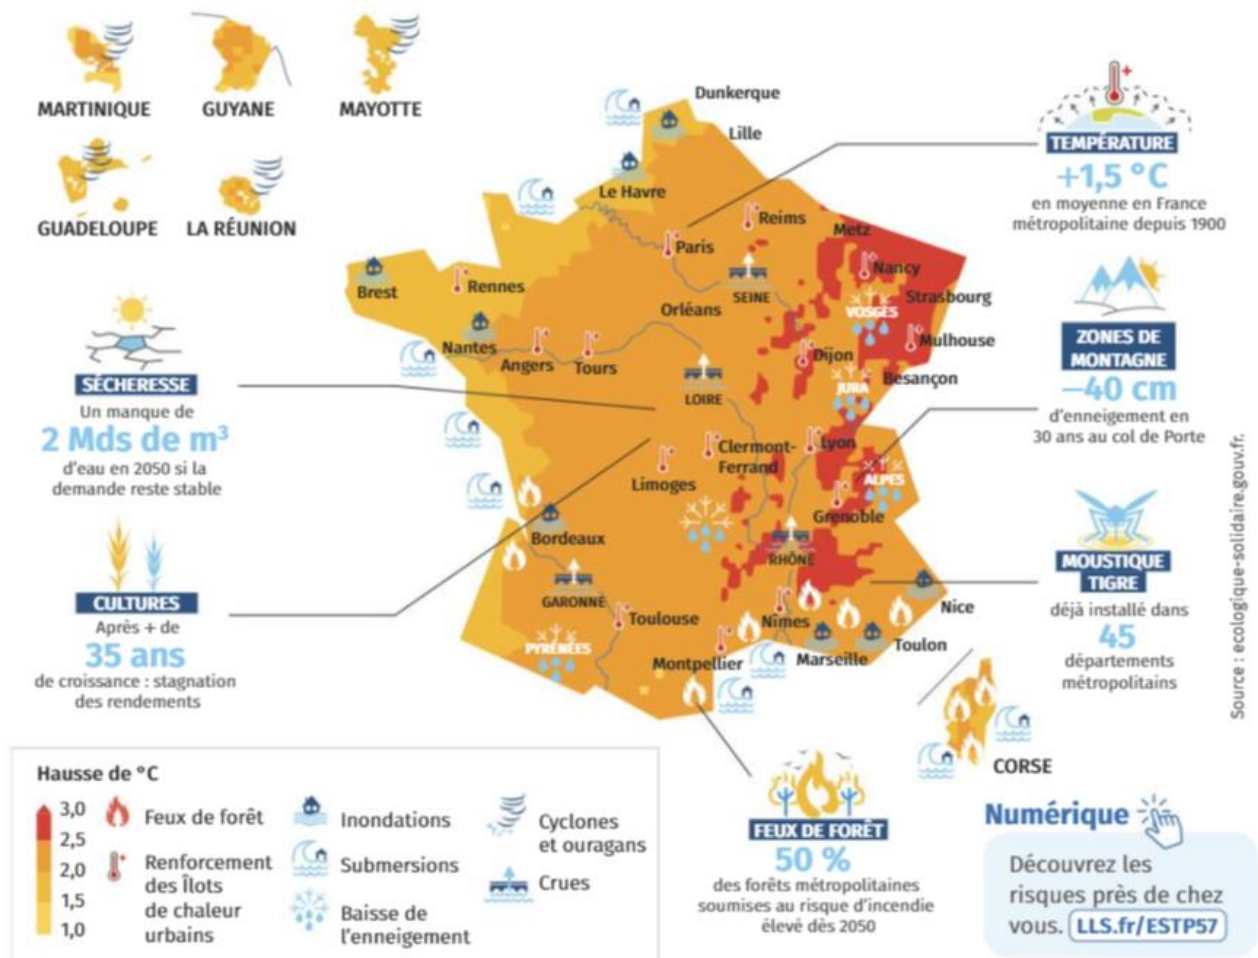 MARTINIQUE
GUYANE
MAYOTTE
GUADELOUPE
LA RÉUNION
Dunkerque
Lille
Le Havre
Reims
Metz
Paris
Nancy
Brest
Rennes
SEINE
Strasbourg
Orléans
VOSGES
Nantes
Angers
Tours
Dijon
Mulhouse
LOIRE
JURA
Besançon
Clermont-
Ferrand
Lyon
Limoges
ALPES
Grenoble
Bordeaux
RHÔNE
GARONNE
Nice
Toulouse
Nîmes
Toulon
PYRÉNÉES
Montpellier
Marseille
CORSE
SÉCHERESSE
Un manque de
2 Mds de m³
d'eau en 2050 si la
demande reste stable
CULTURES
Après + de
35 ans
de croissance : stagnation
des rendements
TEMPÉRATURE
+1,5 °C
en moyenne en France
métropolitaine depuis 1900
ZONES DE
MONTAGNE
−40 cm
d'enneigement en
30 ans au col de Porte
MOUSTIQUE
TIGRE
déjà installé dans
45
départements
métropolitains
Source : ecologique-solidaire.gouv.fr.
FEUX DE FORÊT
50 %
des forêts métropolitaines
soumises au risque d'incendie
élevé dès 2050
Hausse de °C
3,0
2,5
2,0
1,5
1,0
Feux de forêt
Renforcement
des Îlots
de chaleur
urbains
Inondations
Submersions
Baisse de
l'enneigement
Cyclones
et ouragans
Crues
Numérique
Découvrez les
risques près de chez
vous. LLS.fr/ESTP57